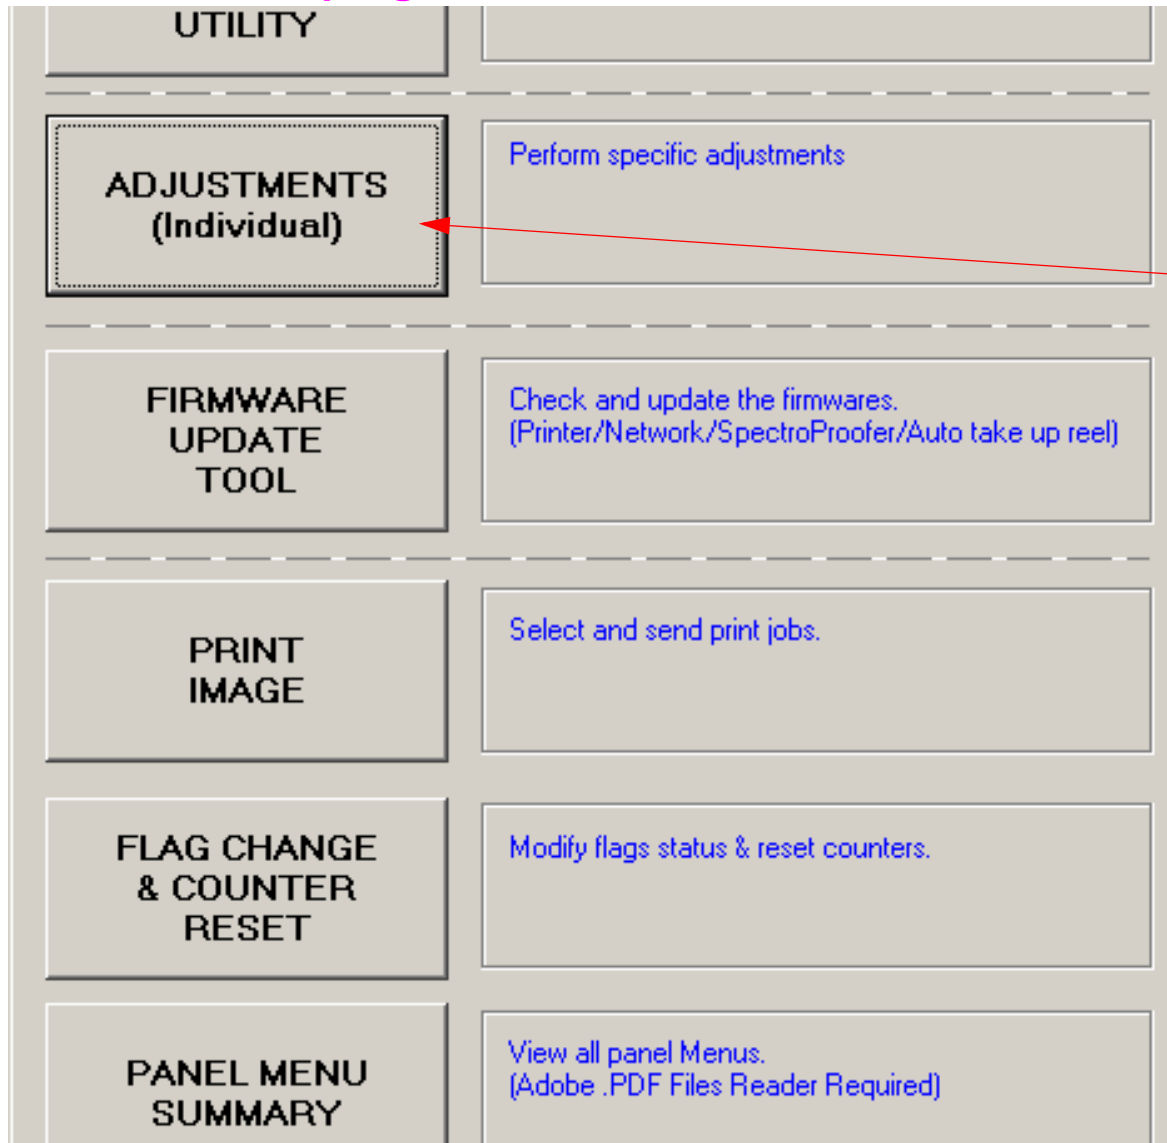 UTILITY
ADJUSTMENTS
(Individual)
Perform specific adjustments
FIRMWARE
UPDATE
TOOL
Check and update the firmwares.
(Printer/Network/SpectroProofer/Auto take up reel)
PRINT
IMAGE
Select and send print jobs.
FLAG CHANGE
& COUNTER
RESET
Modify flags status & reset counters.
PANEL MENU
SUMMARY
View all panel Menus.
(Adobe .PDF Files Reader Required)